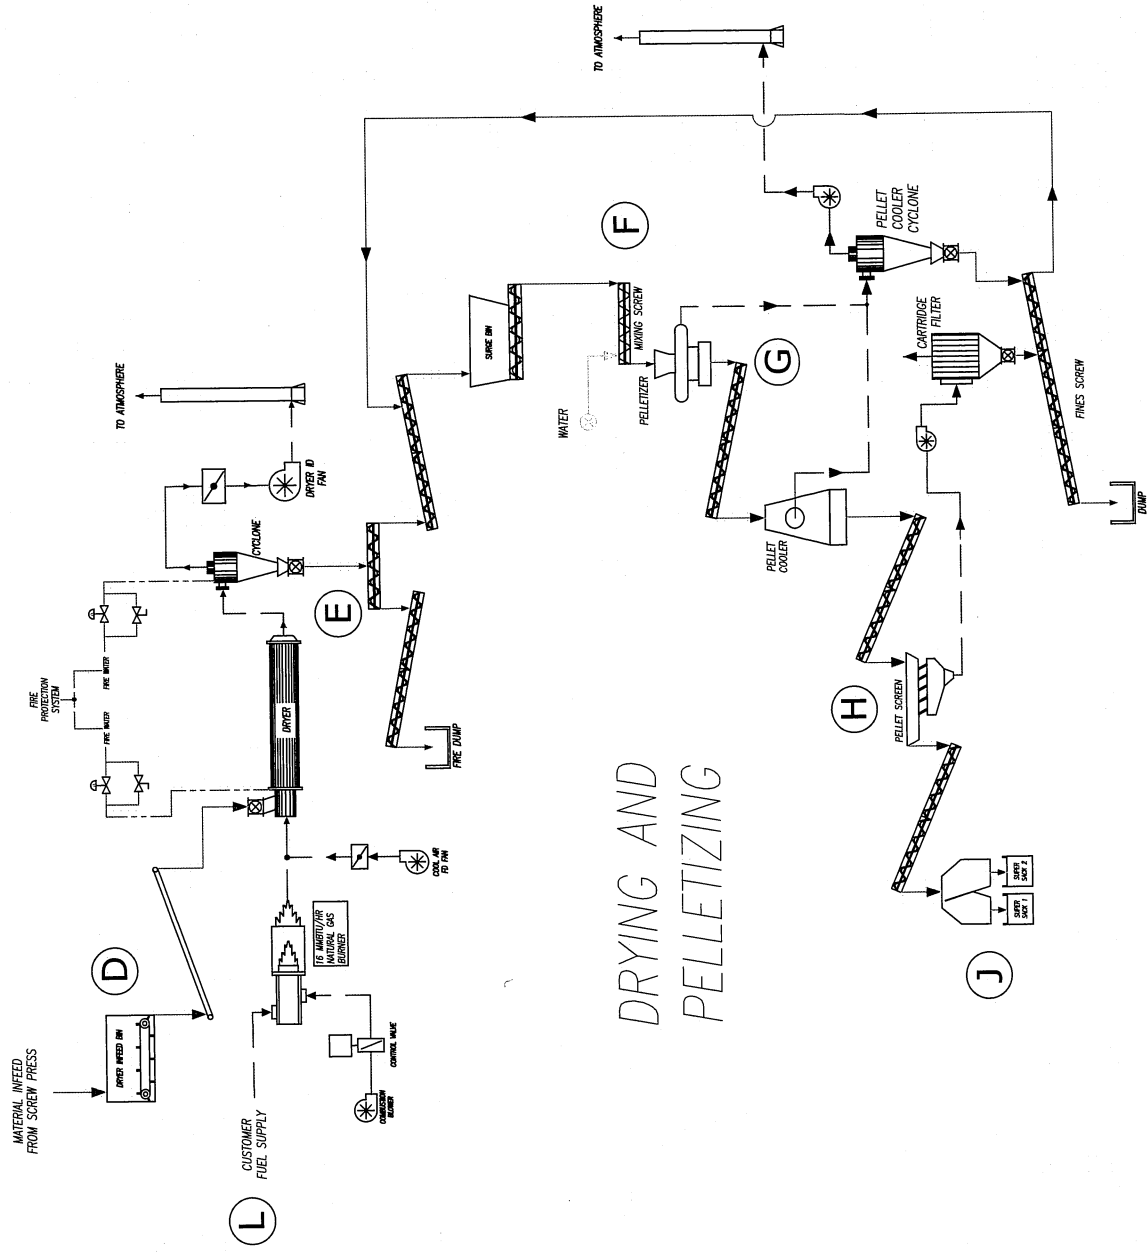 MATERIAL INFEED
FROM SCREW PRESS
DRYER INFEED BIN
D
L
CUSTOMER
FUEL SUPPLY
COMBUSTION
BLOWER
CONTROL VALVE
16 MMBTU/HR
NATURAL GAS
BURNER
COOL AIR
FD FAN
FIRE
PROTECTION
SYSTEM
FIRE WATER
FIRE WATER
DRYER
CYCLONE
DRYER ID
FAN
TO ATMOSPHERE
E
FIRE DUMP
SURGE BIN
F
WATER
MIXING SCREW
PELLETIZER
G
PELLET
COOLER
PELLET
COOLER
CYCLONE
TO ATMOSPHERE
CARTRIDGE
FILTER
FINES SCREW
DUMP
H
PELLET SCREEN
J
SUPER
SACK 1
SUPER
SACK 2
DRYING AND
PELLETIZING